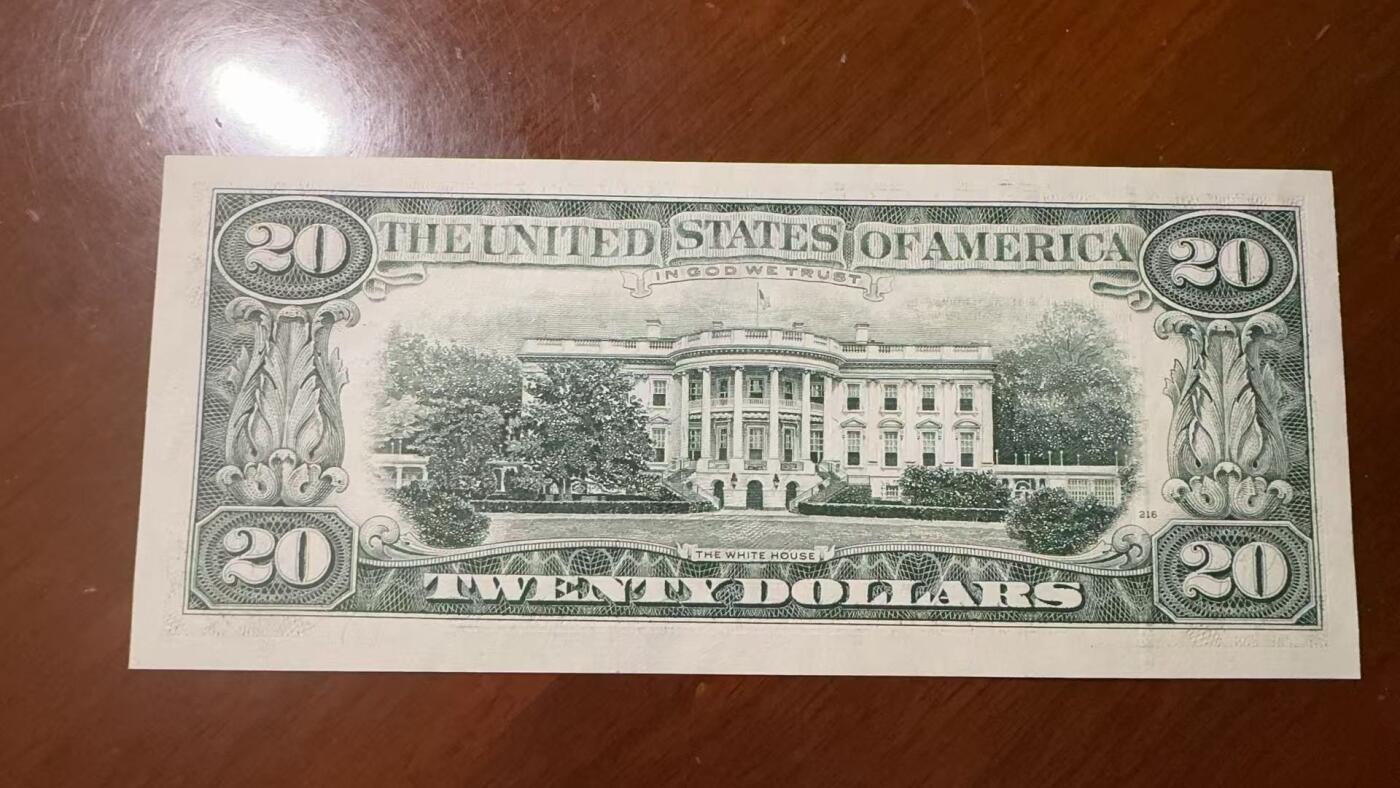 20 THE UNITED STATES OF AMERICA 20
IN GOD WE TRUST
216
THE WHITE HOUSE
20 TWENTY DOLLARS 20